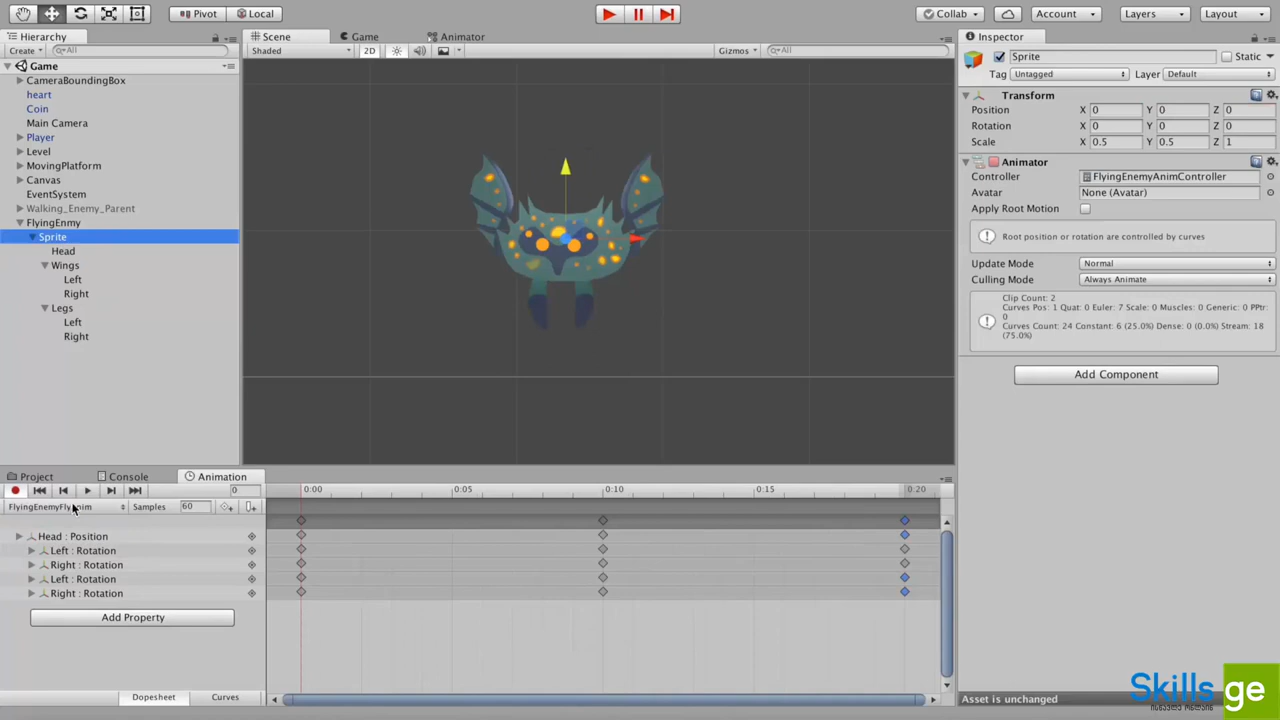 Pivot Local Collab Account Layers Layout
Hierarchy Scene Game Animator Inspector
Create All Shaded 2D Gizmos All Sprite Static
Game Tag Untagged Layer Default
CameraBoundingBox
heart Transform
Coin Position X 0 Y 0 Z 0
Main Camera Rotation X 0 Y 0 Z 0
Player Scale X 0.5 Y 0.5 Z 1
Level
MovingPlatform Animator
Canvas Controller FlyingEnemyAnimController
EventSystem Avatar None (Avatar)
Walking_Enemy_Parent Apply Root Motion
FlyingEnmy
Sprite Root position or rotation are controlled by curves
Head
Wings Update Mode Normal
Left Culling Mode Always Animate
Right Clip Count: 2
Legs Curves Pos: 1 Quat: 0 Euler: 7 Scale: 0 Muscles: 0 Generic: 0 PPtr:
0
Left Curves Count: 24 Constant: 6 (25.0%) Dense: 0 (0.0%) Stream: 18
Right (75.0%)
Add Component
Project Console Animation
0 0:00 0:05 0:10 0:15 0:20
Samples 60
Head : Position
Left : Rotation
Right : Rotation
Left : Rotation
Right : Rotation
Add Property
Dopesheet Curves
Asset is unchanged
Skills ge